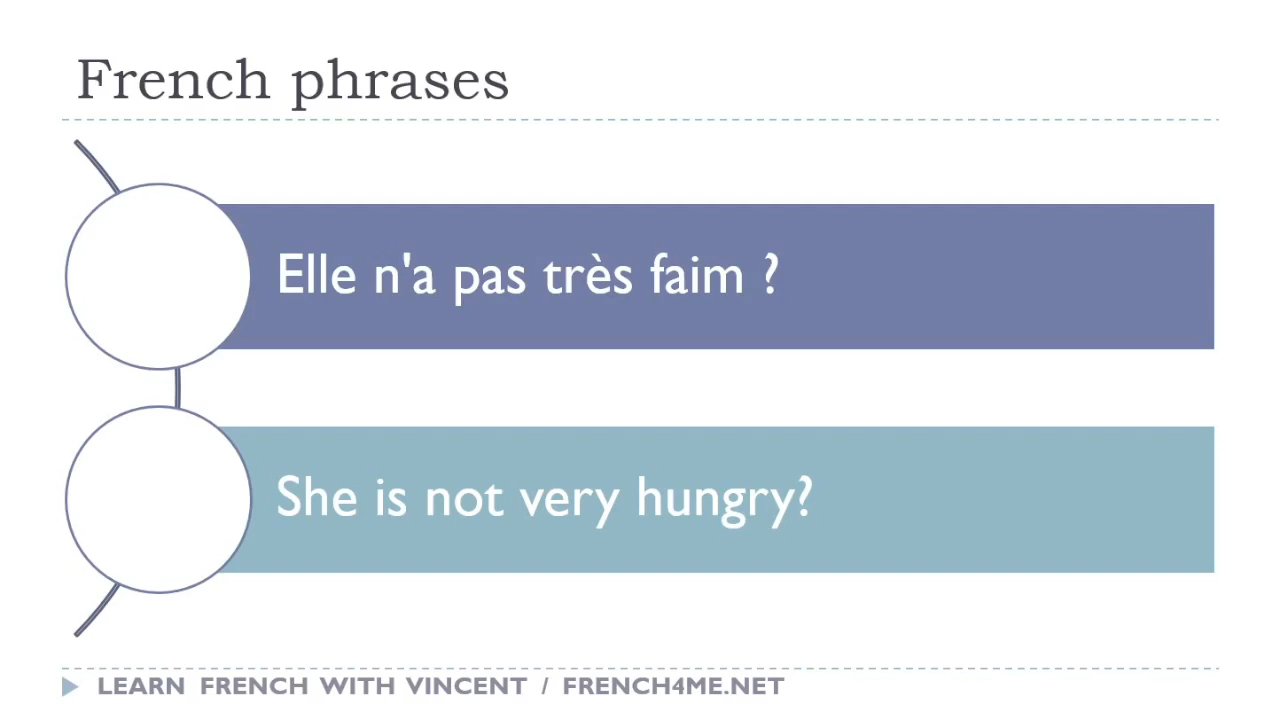 French phrases
Elle n'a pas très faim ?
She is not very hungry?
LEARN FRENCH WITH VINCENT / FRENCH4ME.NET